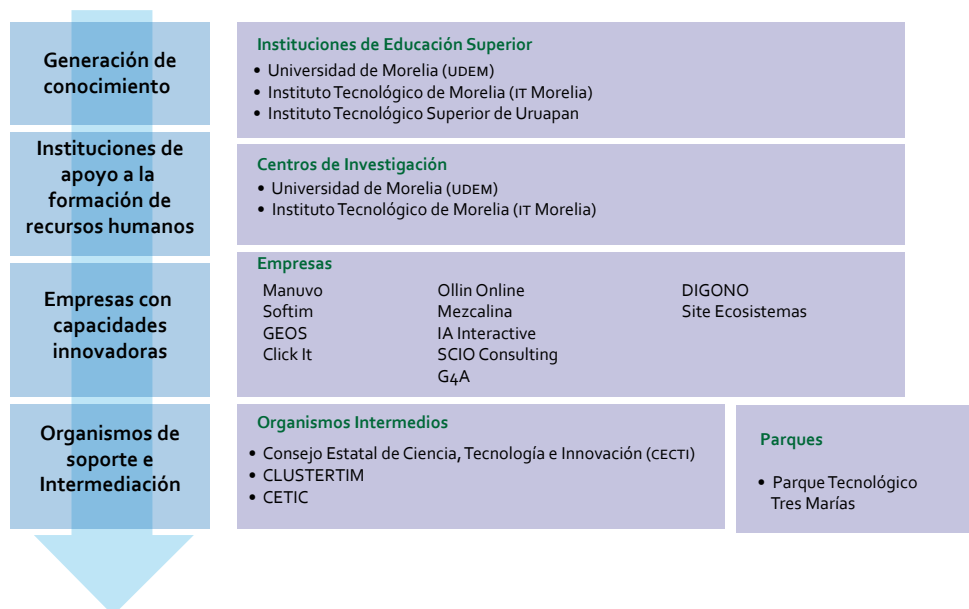 Generación de
conocimiento
Instituciones de Educación Superior
• Universidad de Morelia (UDEM)
• Instituto Tecnológico de Morelia (IT Morelia)
• Instituto Tecnológico Superior de Uruapan
Instituciones de
apoyo a la
formación de
recursos humanos
Centros de Investigación
• Universidad de Morelia (UDEM)
• Instituto Tecnológico de Morelia (IT Morelia)
Empresas con
capacidades
innovadoras
Empresas
Manuvo
Softim
GEOS
Click It
Ollin Online
Mezcalina
IA Interactive
SCIO Consulting
G4A
DIGONO
Site Ecosistemas
Organismos de
soporte e
Intermediación
Organismos Intermedios
• Consejo Estatal de Ciencia, Tecnología e Innovación (CECTI)
• CLUSTERTIM
• CETIC
Parques
• Parque Tecnológico
Tres Marías